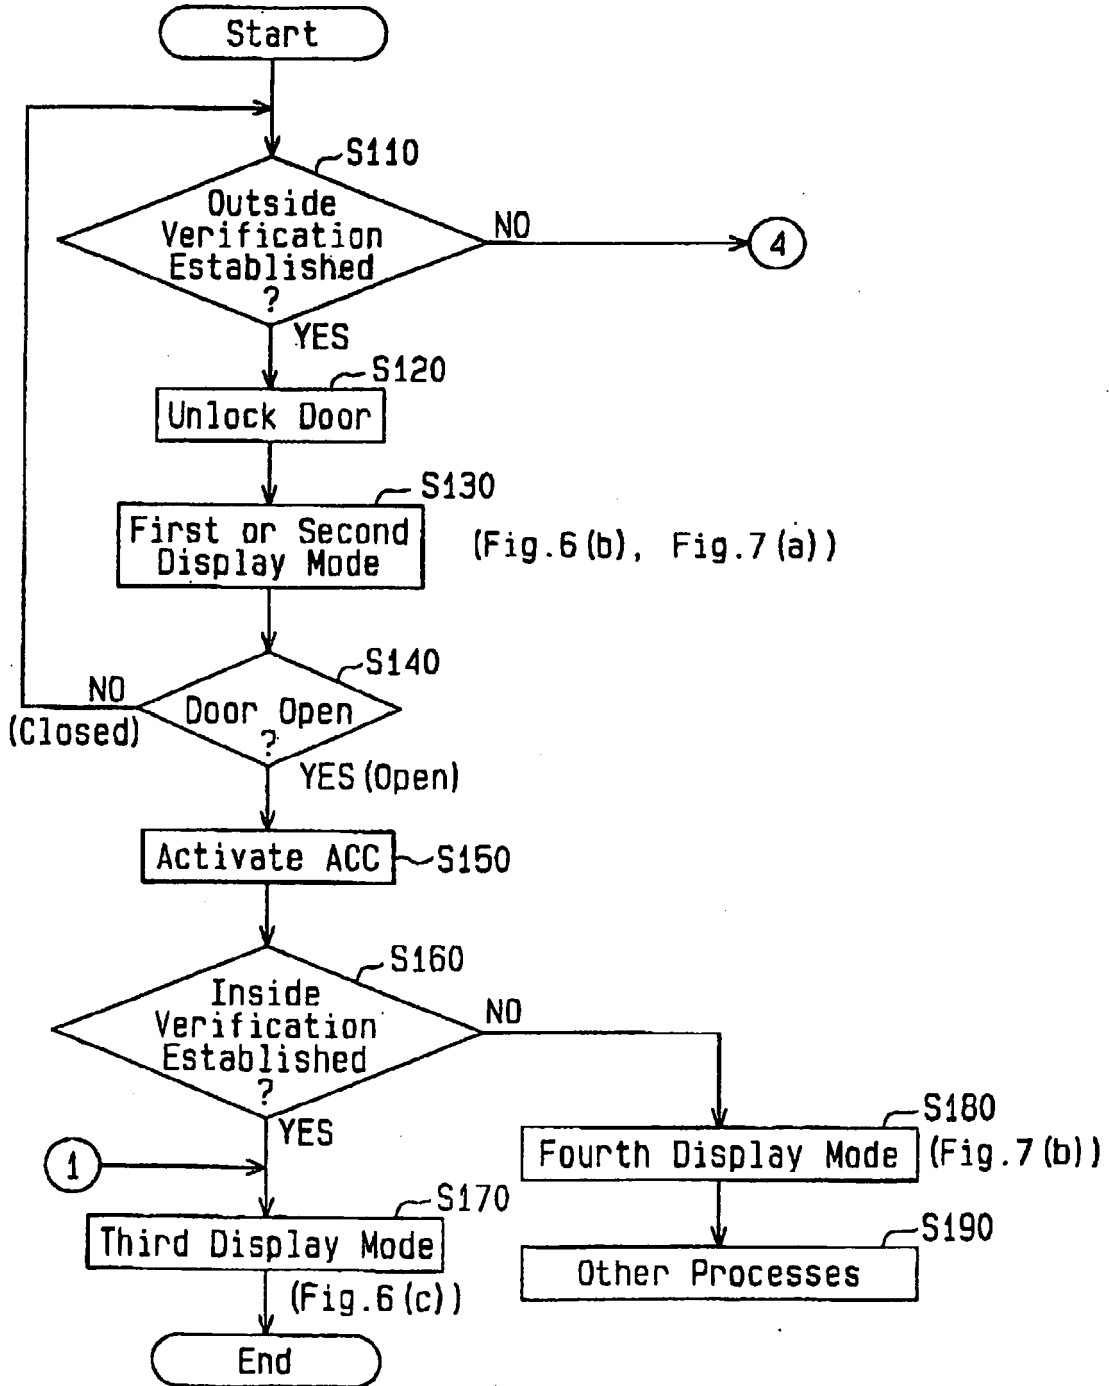 Start
S110
Outside
Verification
Established
?
NO
4
YES
S120
Unlock Door
S130
First or Second
Display Mode
(Fig.6(b), Fig.7(a))
S140
NO
(Closed)
Door Open
?
YES(Open)
Activate ACC
S150
S160
Inside
Verification
Established
?
NO
YES
1
S180
Fourth Display Mode
(Fig.7(b))
S170
Third Display Mode
(Fig.6(c))
S190
Other Processes
End